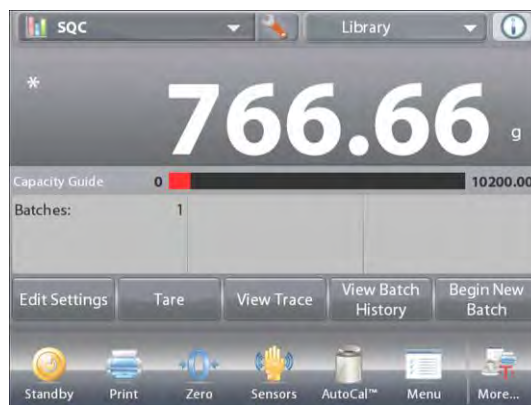 SQC Library
*
766.66 g
Capacity Guide 0 10200.00
Batches: 1
Edit Settings Tare View Trace View Batch History Begin New Batch
Standby Print Zero Sensors AutoCal™ Menu More...